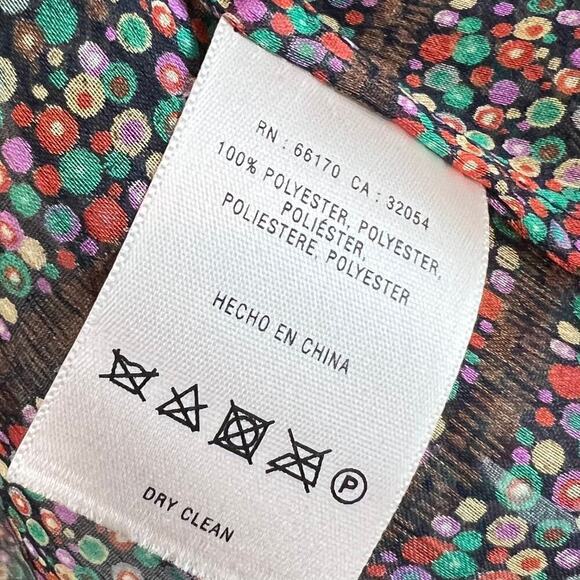 RN : 66170 CA : 32054
100% POLYESTER, POLYESTER,
POLIÉSTER,
POLIESTERE, POLYESTER
HECHO EN CHINA
P
DRY CLEAN